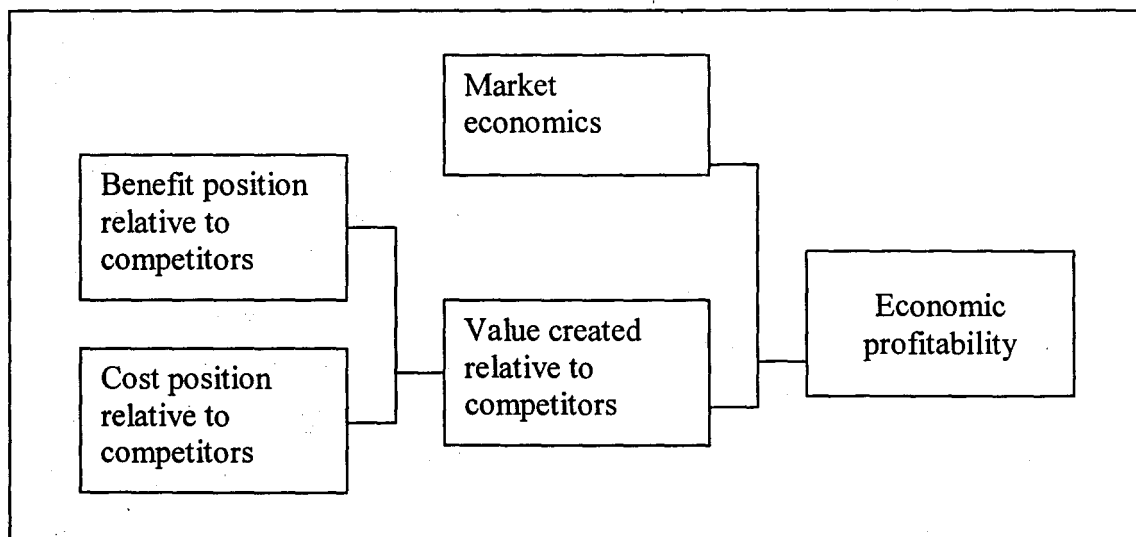 Market
economics
Benefit position
relative to
competitors
Cost position
relative to
competitors
Value created
relative to
competitors
Economic
profitability